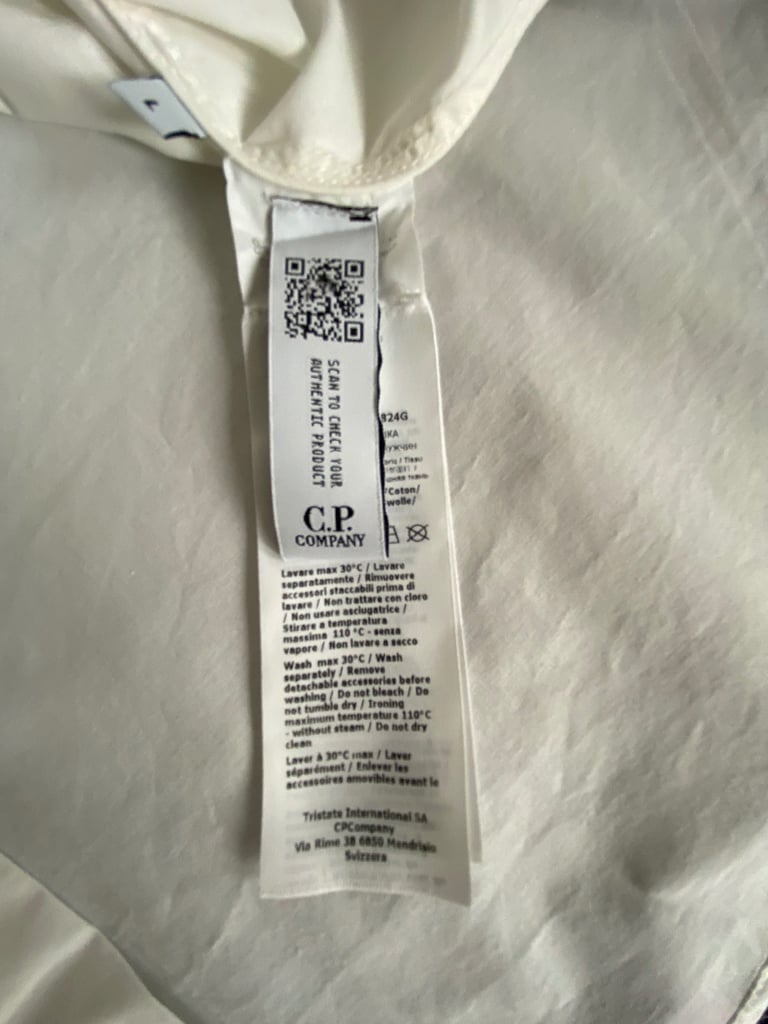 SCAN TO CHECK YOUR
AUTHENTIC PRODUCT
C.P.
COMPANY
824G
/Coton/
wolle/
Lavare max 30°C / Lavare
separatamente / Rimuovere
accessori staccabili prima di
lavare / Non trattare con cloro
/ Non usare asciugatrice /
Stirare a temperatura
massima 110 °C - senza
vapore / Non lavare a secco
Wash max 30°C / Wash
separately / Remove
detachable accessories before
washing / Do not bleach / Do
not tumble dry / Ironing
maximum temperature 110°C
- without steam / Do not dry
clean
Laver à 30°C max / Laver
séparément / Enlever les
accessoires amovibles avant le
Tristate International SA
CPCompany
Via Rime 38 6850 Mendrisio
Svizzera